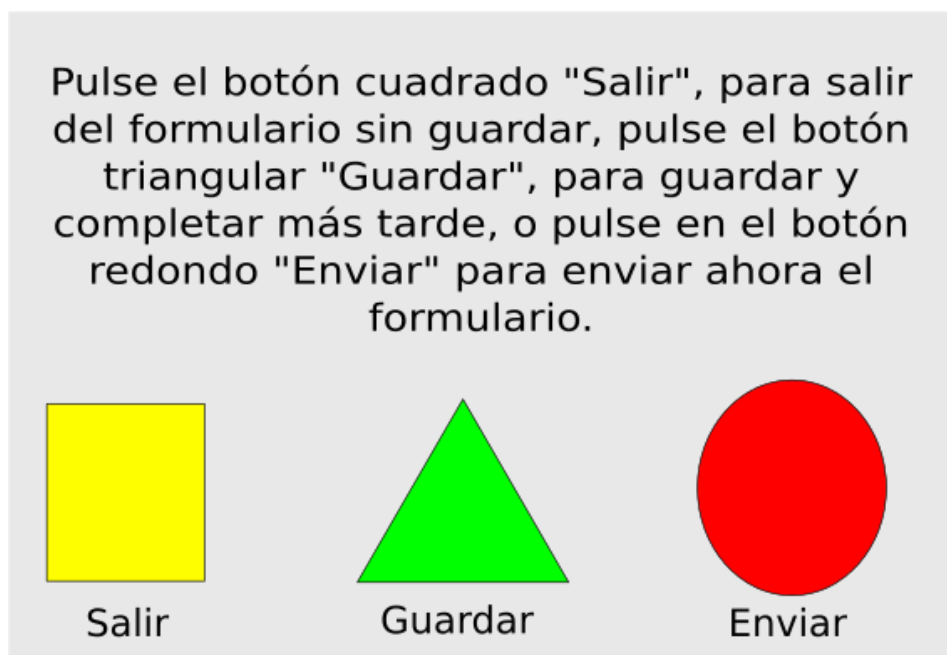 Pulse el botón cuadrado "Salir", para salir
del formulario sin guardar, pulse el botón
triangular "Guardar", para guardar y
completar más tarde, o pulse en el botón
redondo "Enviar" para enviar ahora el
formulario.
Salir
Guardar
Enviar